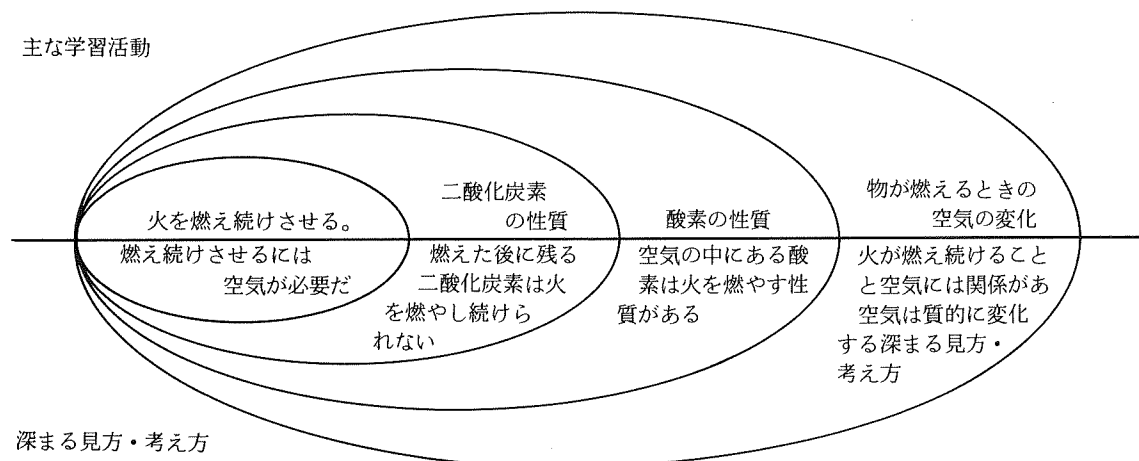 主な学習活動
火を燃え続けさせる。
二酸化炭素
の性質
酸素の性質
物が燃えるときの
空気の変化
燃え続けさせるには
空気が必要だ
燃えた後に残る
二酸化炭素は火
を燃やし続けら
れない
空気の中にある酸
素は火を燃やす性
質がある
火が燃え続けること
と空気には関係があ
空気は質的に変化
する深まる見方・
考え方
深まる見方・考え方